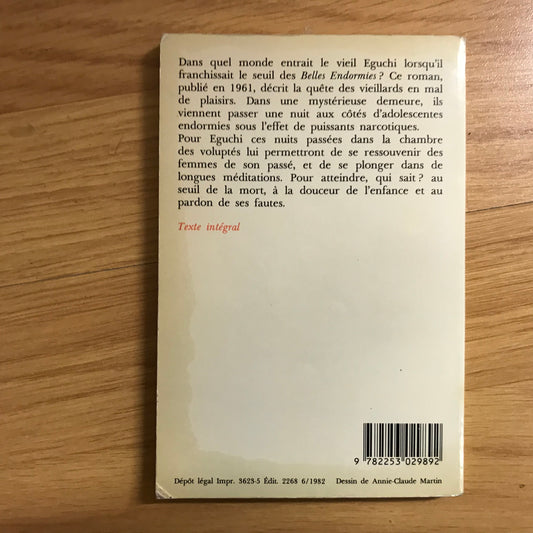 Dans quel monde entrait le vieil Eguchi lorsqu'il
franchissait le seuil des Belles Endormies ? Ce roman,
publié en 1961, décrit la quête des vieillards en mal
de plaisirs. Dans une mystérieuse demeure, ils
viennent passer une nuit aux côtés d'adolescentes
endormies sous l'effet de puissants narcotiques.
Pour Eguchi ces nuits passées dans la chambre
des voluptés lui permettront de se ressouvenir des
femmes de son passé, et de se plonger dans de
longues méditations. Pour atteindre, qui sait ? au
seuil de la mort, à la douceur de l'enfance et au
pardon de ses fautes.
Texte intégral
9 782253 029892
Dépôt légal Impr. 3623-5 Édit. 2268 6/1982 Dessin de Annie-Claude Martin